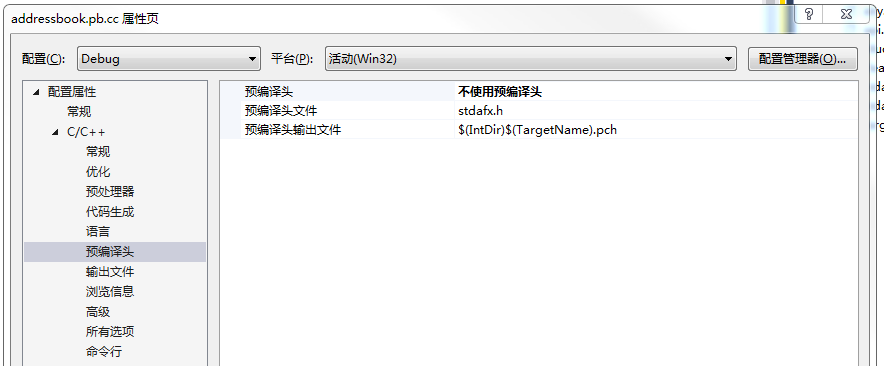 addressbook.pb.cc 属性页
配置(C): Debug 平台(P): 活动(Win32) 配置管理器(O)...
配置属性
常规
C/C++
常规
优化
预处理器
代码生成
语言
预编译头
输出文件
浏览信息
高级
所有选项
命令行
预编译头 不使用预编译头
预编译头文件 stdafx.h
预编译头输出文件 $(IntDir)$(TargetName).pch